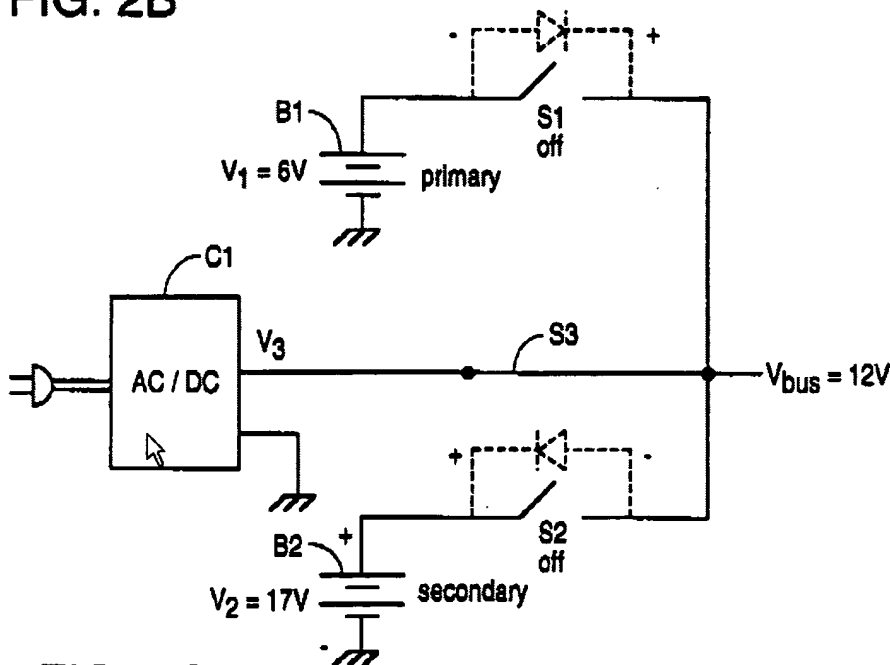 FIG. 2B
- +
B1
S1
off
V1 = 6V
primary
C1
V3
S3
AC / DC
Vbus = 12V
+ -
B2
+
S2
off
V2 = 17V
secondary
-